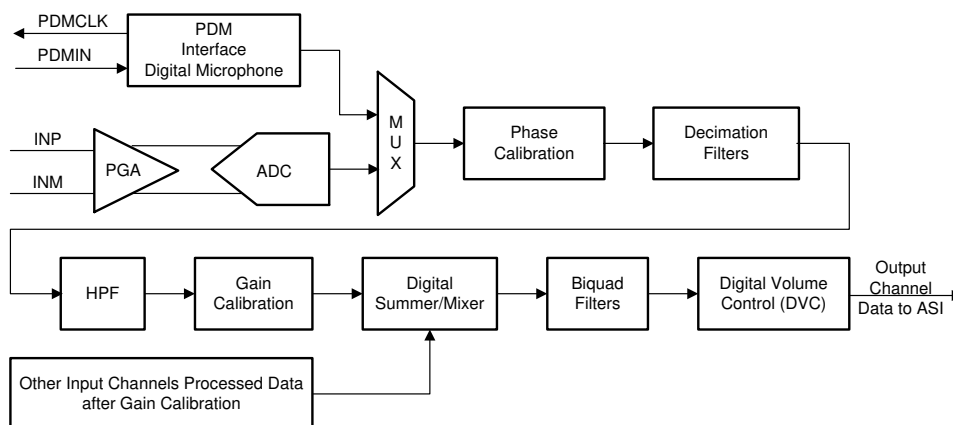 PDMCLK
PDMIN
PDM
Interface
Digital Microphone
INP
INM
PGA
ADC
M
U
X
Phase
Calibration
Decimation
Filters
HPF
Gain
Calibration
Digital
Summer/Mixer
Biquad
Filters
Digital Volume
Control (DVC)
Output
Channel
Data to ASI
Other Input Channels Processed Data
after Gain Calibration